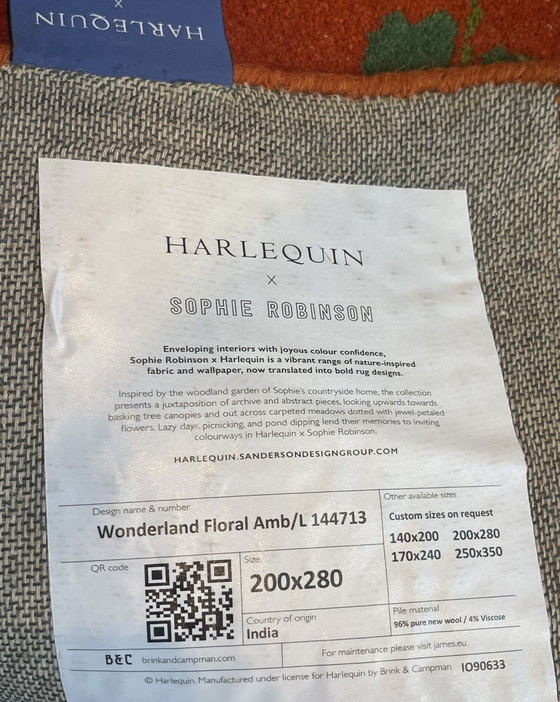 HARLEQUIN
X
HARLEQUIN
X
SOPHIE ROBINSON
Enveloping interiors with joyous colour confidence,
Sophie Robinson x Harlequin is a vibrant range of nature-inspired
fabric and wallpaper, now translated into bold rug designs.
Inspired by the woodland garden of Sophie's countryside home, the collection
presents a juxtaposition of archive and abstract pieces, looking upwards towards
basking tree canopies and out across carpeted meadows dotted with jewel-petaled
flowers. Lazy days, picnicking, and pond dipping lend their memories to inviting
colourways in Harlequin x Sophie Robinson.
HARLEQUIN.SANDERSONDESIGNGROUP.COM
Design name & number
Wonderland Floral Amb/L 144713
Other available sizes
Custom sizes on request
140x200 200x280
170x240 250x350
QR code
Size
200x280
Country of origin
India
Pile material
96% pure new wool / 4% Viscose
B&C brinkandcampman.com
For maintenance please visit james.eu
© Harlequin. Manufactured under license for Harlequin by Brink & Campman IO90633